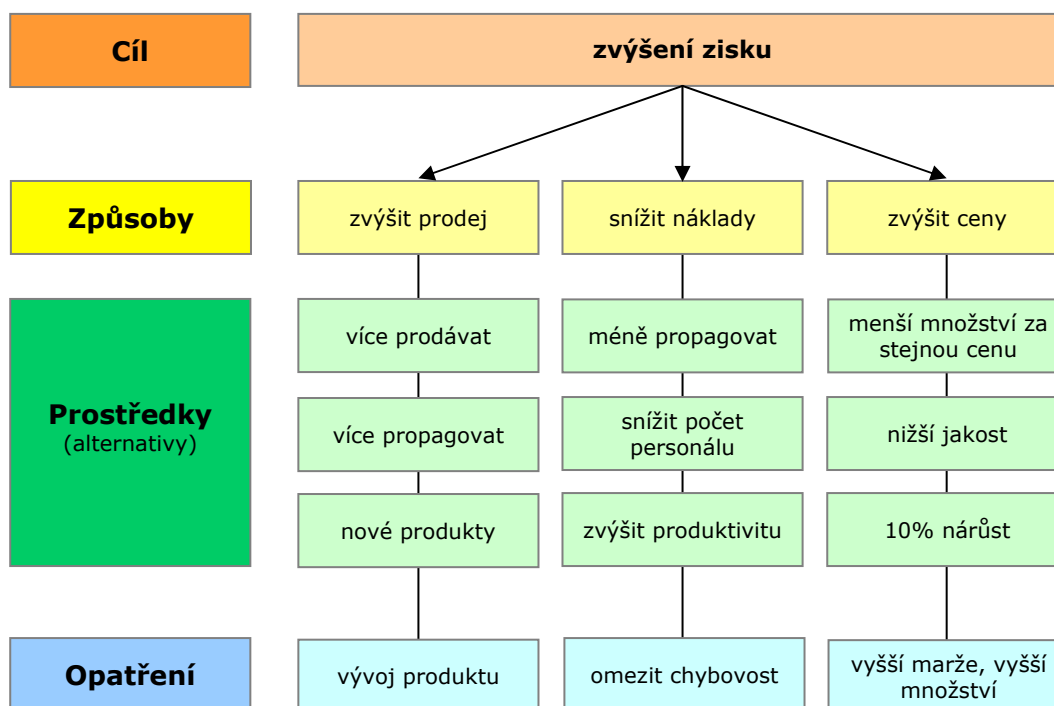 Cíl
zvýšení zisku
Způsoby
zvýšit prodej
snížit náklady
zvýšit ceny
Prostředky
(alternativy)
více prodávat
méně propagovat
menší množství za
stejnou cenu
více propagovat
snížit počet
personálu
nižší jakost
nové produkty
zvýšit produktivitu
10% nárůst
Opatření
vývoj produktu
omezit chybovost
vyšší marže, vyšší
množství